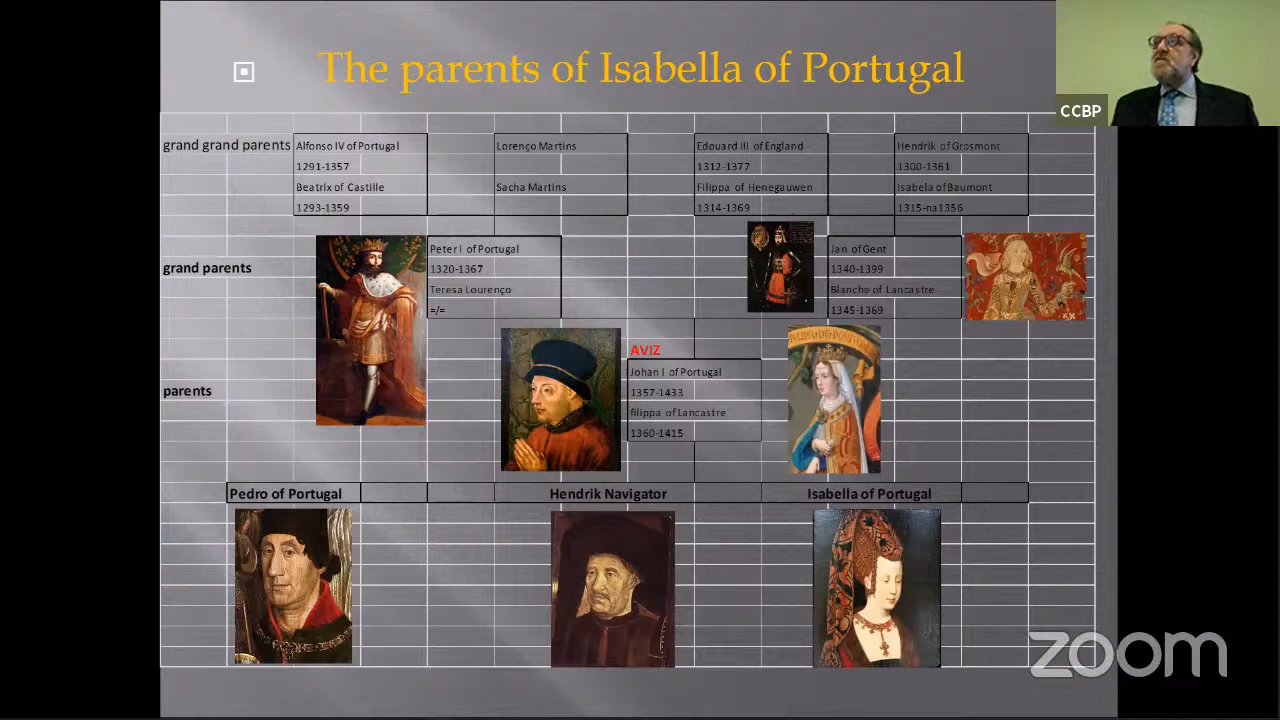 The parents of Isabella of Portugal
CCBP
grand grand parents
Alfonso IV of Portugal
1291-1357
Beatrix of Castille
1293-1359
Lorenço Martins
Sacha Martins
Edouard III of England
1312-1377
Filippa of Henegauwen
1314-1369
Hendrik of Grosmont
1300-1361
Isabela of Baumont
1315-na1356
grand parents
Peter I of Portugal
1320-1367
Teresa Lourenço
=/=
Jan of Gent
1340-1399
Blanche of Lancastre
1345-1369
parents
AVIZ
Johan I of Portugal
1357-1433
filippa of Lancastre
1360-1415
Pedro of Portugal
Hendrik Navigator
Isabella of Portugal
zoom